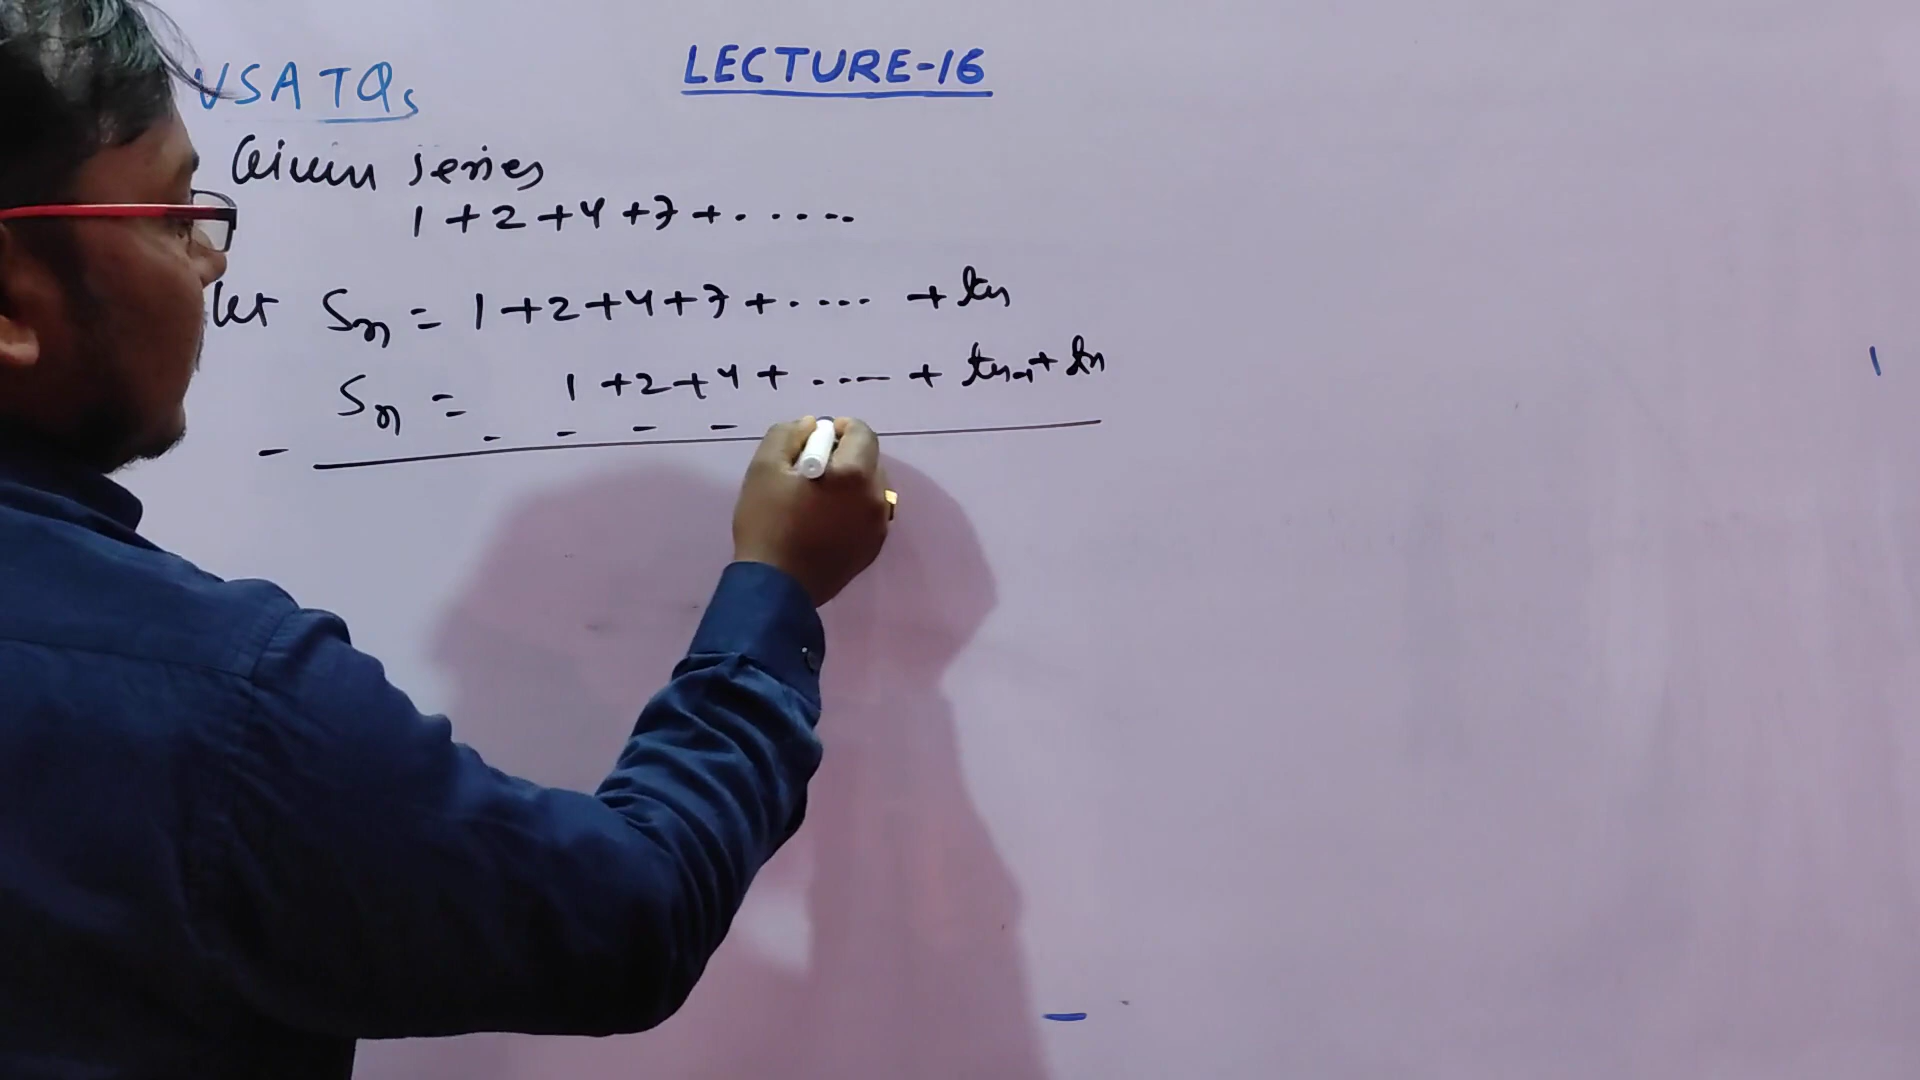 LECTURE-16
VSATQs
Given series
1 + 2 + 4 + 7 + ......
let Sn = 1 + 2 + 4 + 7 + ..... + tn
Sn = 1 + 2 + 4 + ..... + tn-1 + tn
- - - - -